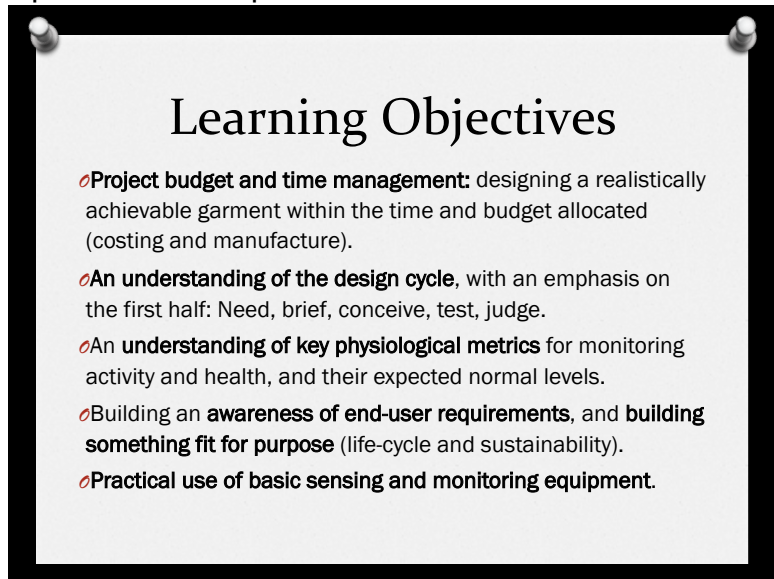 Learning Objectives
Project budget and time management: designing a realistically
achievable garment within the time and budget allocated
(costing and manufacture).
An understanding of the design cycle, with an emphasis on
the first half: Need, brief, conceive, test, judge.
An understanding of key physiological metrics for monitoring
activity and health, and their expected normal levels.
Building an awareness of end-user requirements, and building
something fit for purpose (life-cycle and sustainability).
Practical use of basic sensing and monitoring equipment.